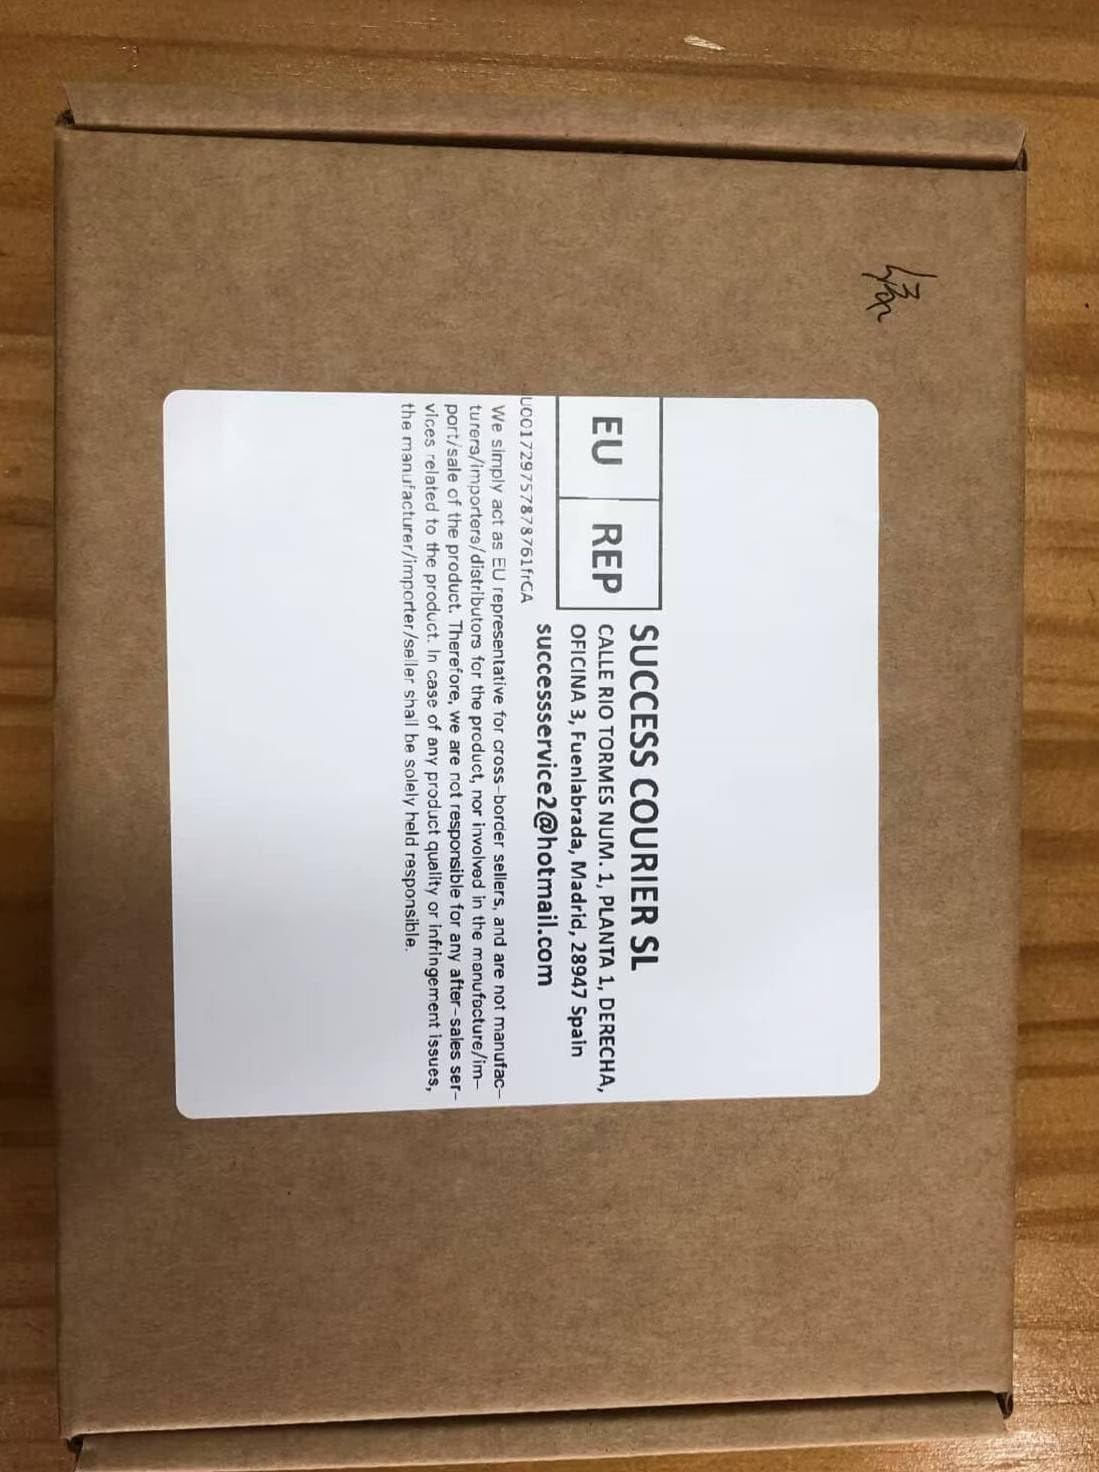 EU REP
SUCCESS COURIER SL
CALLE RIO TORMES NUM. 1, PLANTA 1, DERECHA,
OFICINA 3, Fuenlabrada, Madrid, 28947 Spain
successservice2@hotmail.com
U001729757878761frCA
We simply act as EU representative for cross-border sellers, and are not manufac-
turers/importers/distributors for the product, nor involved in the manufacture/im-
port/sale of the product. Therefore, we are not responsible for any after-sales ser-
vices related to the product. In case of any product quality or infringement issues,
the manufacturer/importer/seller shall be solely held responsible.